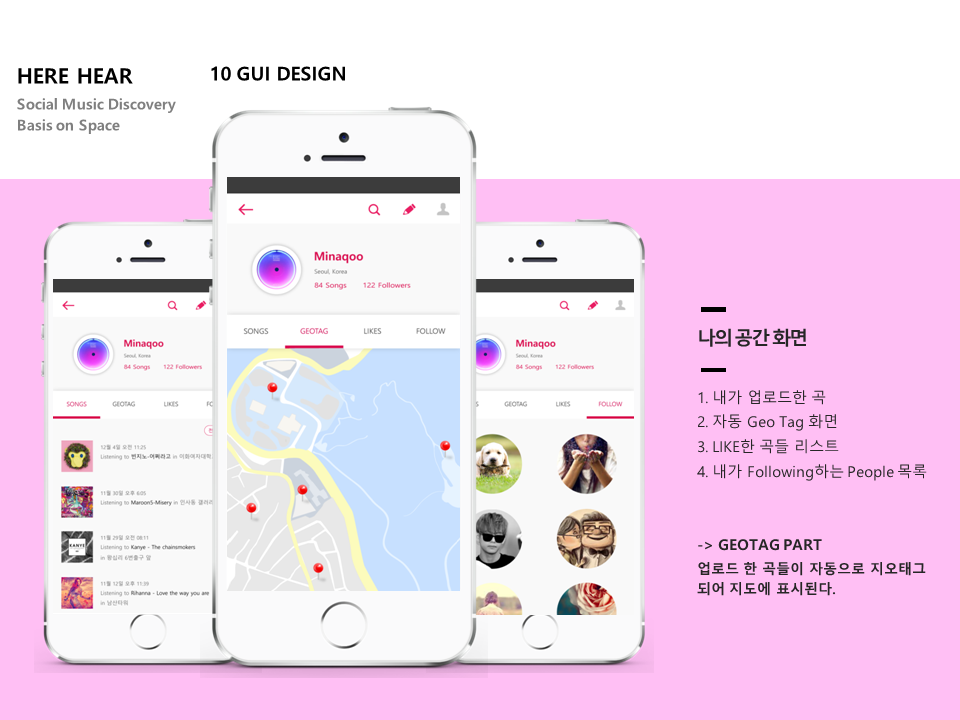 HERE HEAR
Social Music Discovery
Basis on Space
10 GUI DESIGN
Minaqoo
Seoul, Korea
84 Songs 122 Followers
SONGS GEOTAG LIKES
12월 4일 오전 11:25
Listening to 빈지노-어쩌라고 in 이화여자대학
11월 30일 오후 6:05
Listening to Maroon5-Misery in 인사동 갤러리
11월 29일 오전 08:11
Listening to Kanye - The chainsmokers
in 왕십리 6번출구 앞
11월 12일 오후 11:39
Listening to Rihanna - Love the way you are
in 남산타워
KANYE
Minaqoo
Seoul, Korea
84 Songs 122 Followers
SONGS GEOTAG LIKES FOLLOW
Minaqoo
Seoul, Korea
84 Songs 122 Followers
GEOTAG LIKES FOLLOW
나의 공간 화면
1. 내가 업로드한 곡
2. 자동 Geo Tag 화면
3. LIKE한 곡들 리스트
4. 내가 Following하는 People 목록
-> GEOTAG PART
업로드 한 곡들이 자동으로 지오태그
되어 지도에 표시된다.